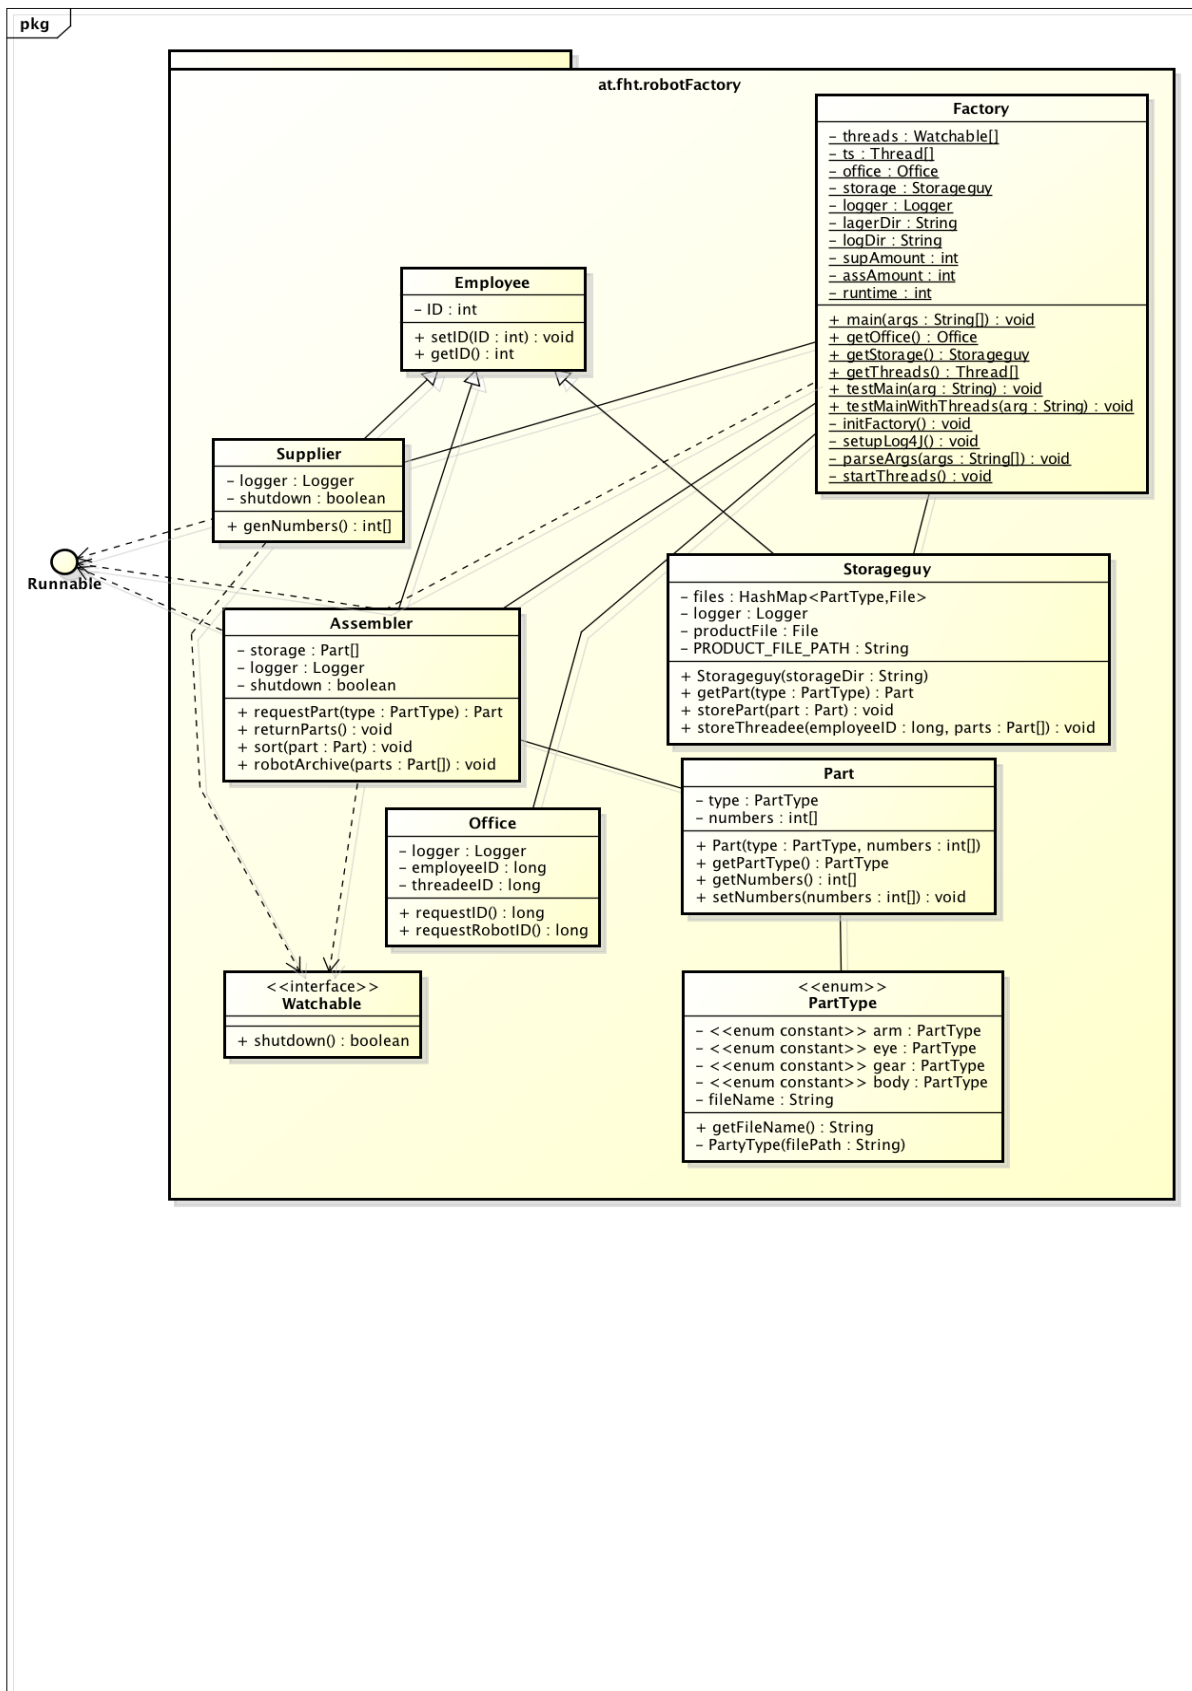 pkg
at.fht.robotFactory
Factory
– threads : Watchable[]
– ts : Thread[]
– office : Office
– storage : Storageguy
– logger : Logger
– lagerDir : String
– logDir : String
– supAmount : int
– assAmount : int
– runtime : int
+ main(args : String[]) : void
+ getOffice() : Office
+ getStorage() : Storageguy
+ getThreads() : Thread[]
+ testMain(arg : String) : void
+ testMainWithThreads(arg : String) : void
– initFactory() : void
– setupLog4J() : void
– parseArgs(args : String[]) : void
– startThreads() : void
Employee
– ID : int
+ setID(ID : int) : void
+ getID() : int
Supplier
– logger : Logger
– shutdown : boolean
+ genNumbers() : int[]
Runnable
Storageguy
– files : HashMap<PartType,File>
– logger : Logger
– productFile : File
– PRODUCT_FILE_PATH : String
+ Storageguy(storageDir : String)
+ getPart(type : PartType) : Part
+ storePart(part : Part) : void
+ storeThreadee(employeeID : long, parts : Part[]) : void
Assembler
– storage : Part[]
– logger : Logger
– shutdown : boolean
+ requestPart(type : PartType) : Part
+ returnParts() : void
+ sort(part : Part) : void
+ robotArchive(parts : Part[]) : void
Part
– type : PartType
– numbers : int[]
+ Part(type : PartType, numbers : int[])
+ getPartType() : PartType
+ getNumbers() : int[]
+ setNumbers(numbers : int[]) : void
Office
– logger : Logger
– employeeID : long
– threadeeID : long
+ requestID() : long
+ requestRobotID() : long
<<interface>>
Watchable
+ shutdown() : boolean
<<enum>>
PartType
– <<enum constant>> arm : PartType
– <<enum constant>> eye : PartType
– <<enum constant>> gear : PartType
– <<enum constant>> body : PartType
– fileName : String
+ getFileName() : String
– PartyType(filePath : String)